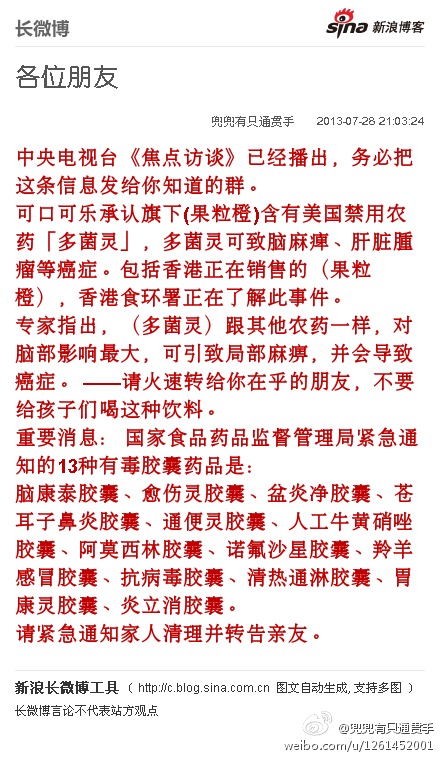 长微博
sina 新浪博客
各位朋友
兜兜有只通贯手 2013-07-28 21:03:24
中央电视台《焦点访谈》已经播出，务必把
这条信息发给你知道的群。
可口可乐承认旗下(果粒橙)含有美国禁用农
药「多菌灵」，多菌灵可致脑麻痺、肝脏腫
瘤等癌症。包括香港正在销售的（果粒
橙），香港食环署正在了解此事件。
专家指出，（多菌灵）跟其他农药一样，对
脑部影响最大，可引致局部麻痹，并会导致
癌症。 ——请火速转给你在乎的朋友，不要
给孩子们喝这种饮料。
重要消息： 国家食品药品监督管理局紧急通
知的13种有毒胶囊药品是：
脑康泰胶囊、愈伤灵胶囊、盆炎净胶囊、苍
耳子鼻炎胶囊、通便灵胶囊、人工牛黄硝唑
胶囊、阿莫西林胶囊、诺氟沙星胶囊、羚羊
感冒胶囊、抗病毒胶囊、清热通淋胶囊、胃
康灵胶囊、炎立消胶囊。
请紧急通知家人清理并转告亲友。
新浪长微博工具（ http://c.blog.sina.com.cn 图文自动生成, 支持多图 ）
长微博言论不代表站方观点
@兜兜有只通贯手
weibo.com/u/1261452001